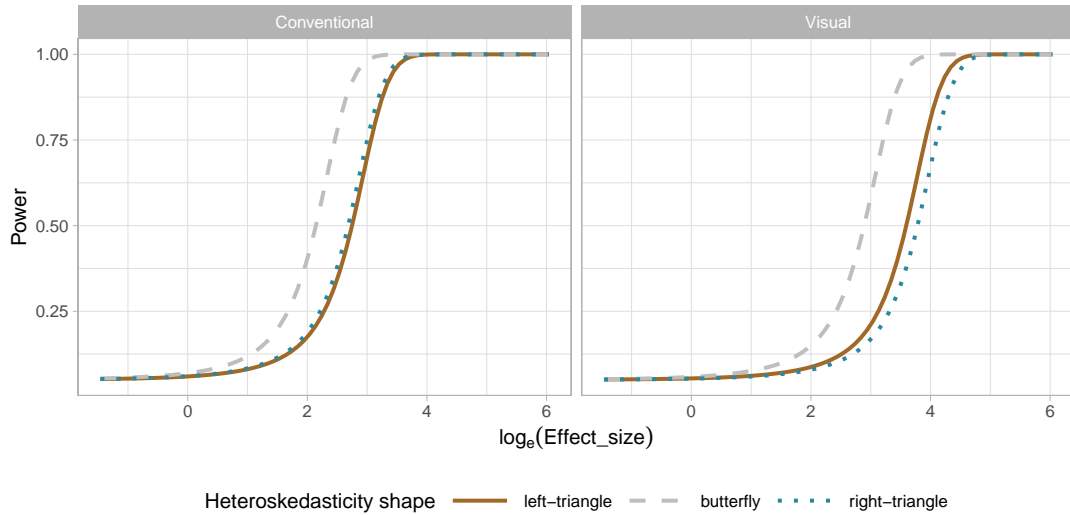 Conventional
Visual
Power
1.00
0.75
0.50
0.25
0 2 4 6
0 2 4 6
logₑ(Effect_size)
Heteroskedasticity shape left−triangle butterfly right−triangle